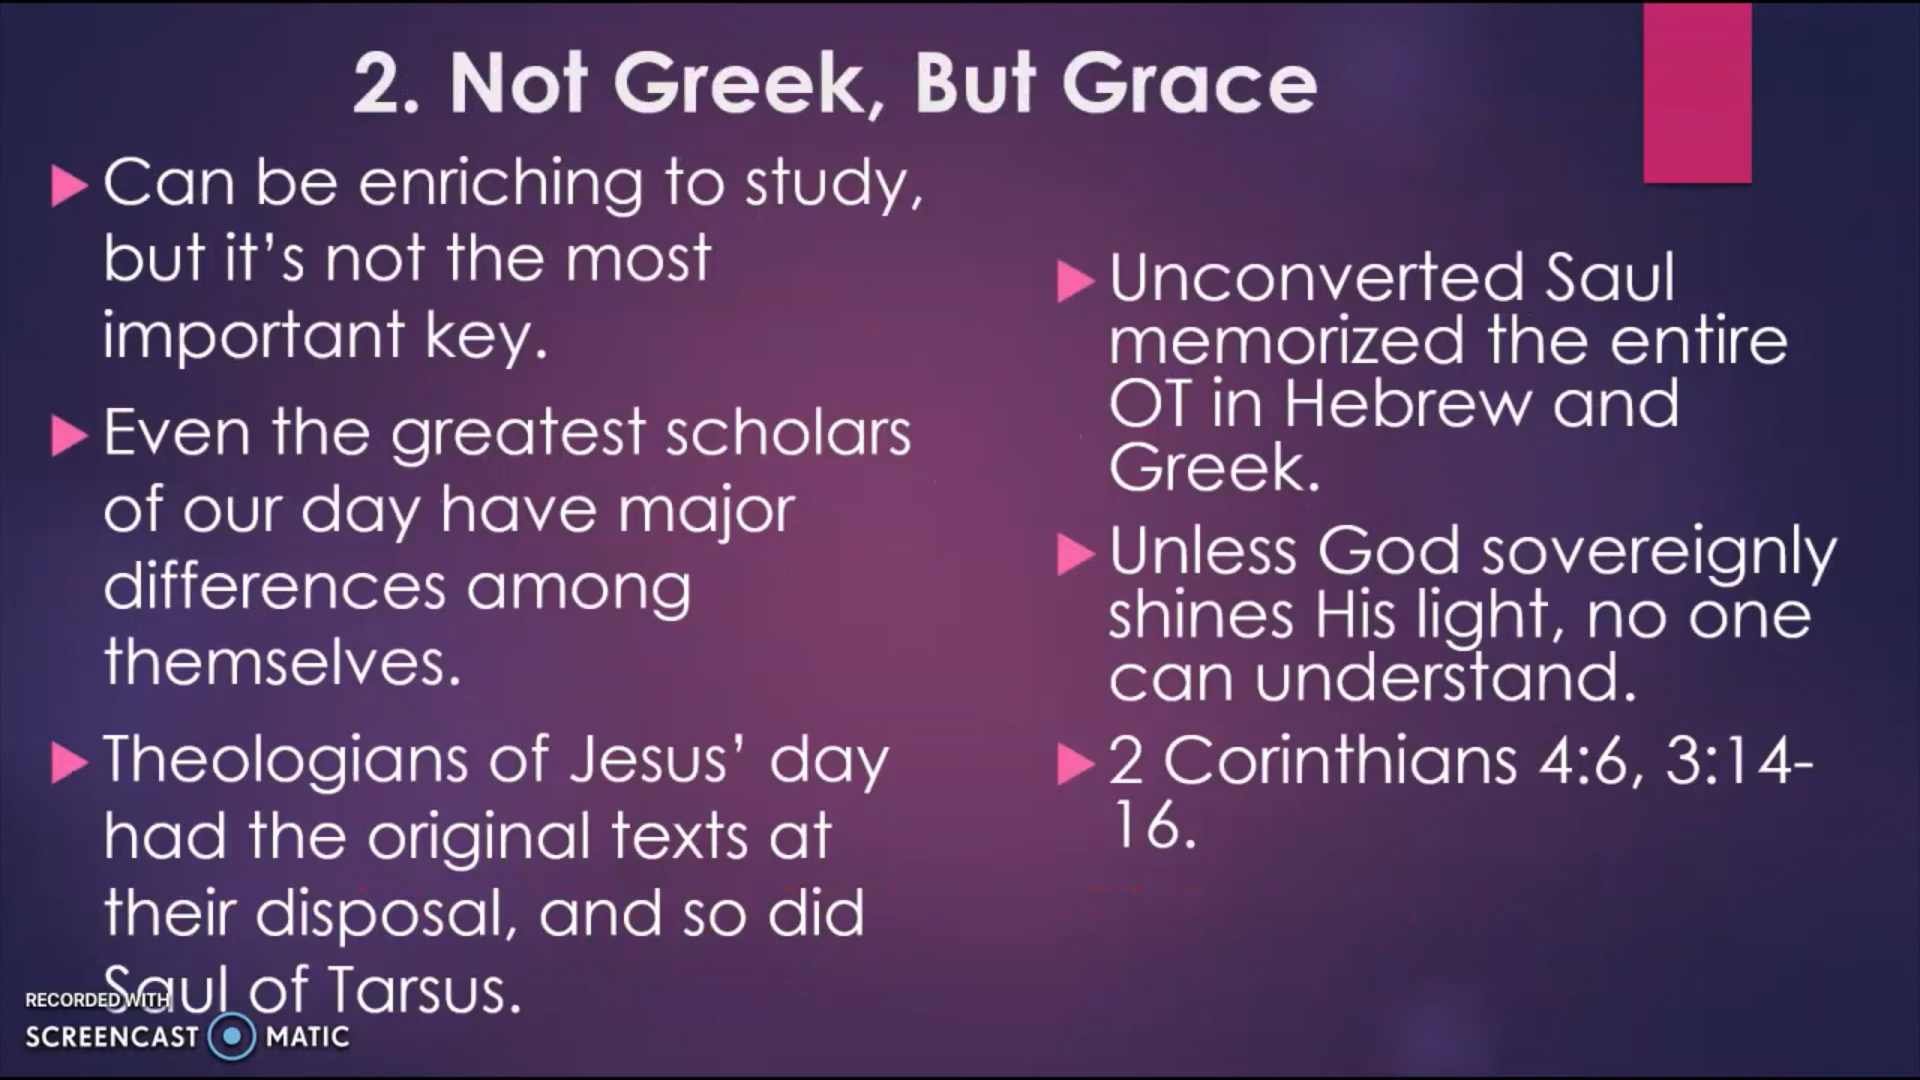 2. Not Greek, But Grace
Can be enriching to study,
but it’s not the most
important key.
Even the greatest scholars
of our day have major
differences among
themselves.
Theologians of Jesus’ day
had the original texts at
their disposal, and so did
Saul of Tarsus.
Unconverted Saul
memorized the entire
OT in Hebrew and
Greek.
Unless God sovereignly
shines His light, no one
can understand.
2 Corinthians 4:6, 3:14-
16.
RECORDED WITH
SCREENCAST MATIC